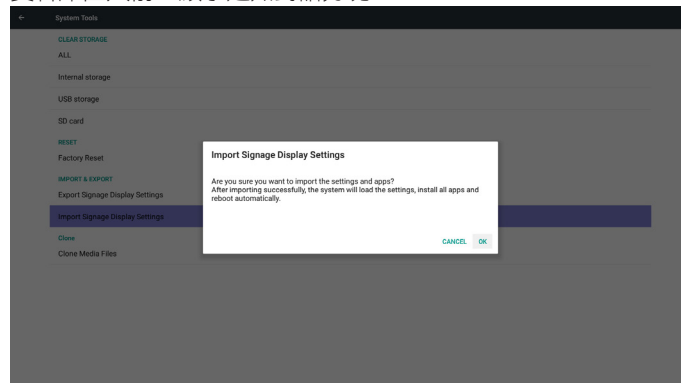 ←
System Tools
CLEAR STORAGE
ALL
Internal storage
USB storage
SD card
RESET
Factory Reset
IMPORT & EXPORT
Export Signage Display Settings
Import Signage Display Settings
Clone
Clone Media Files
Import Signage Display Settings
Are you sure you want to import the settings and apps?
After importing successfully, the system will load the settings, install all apps and
reboot automatically.
CANCEL OK